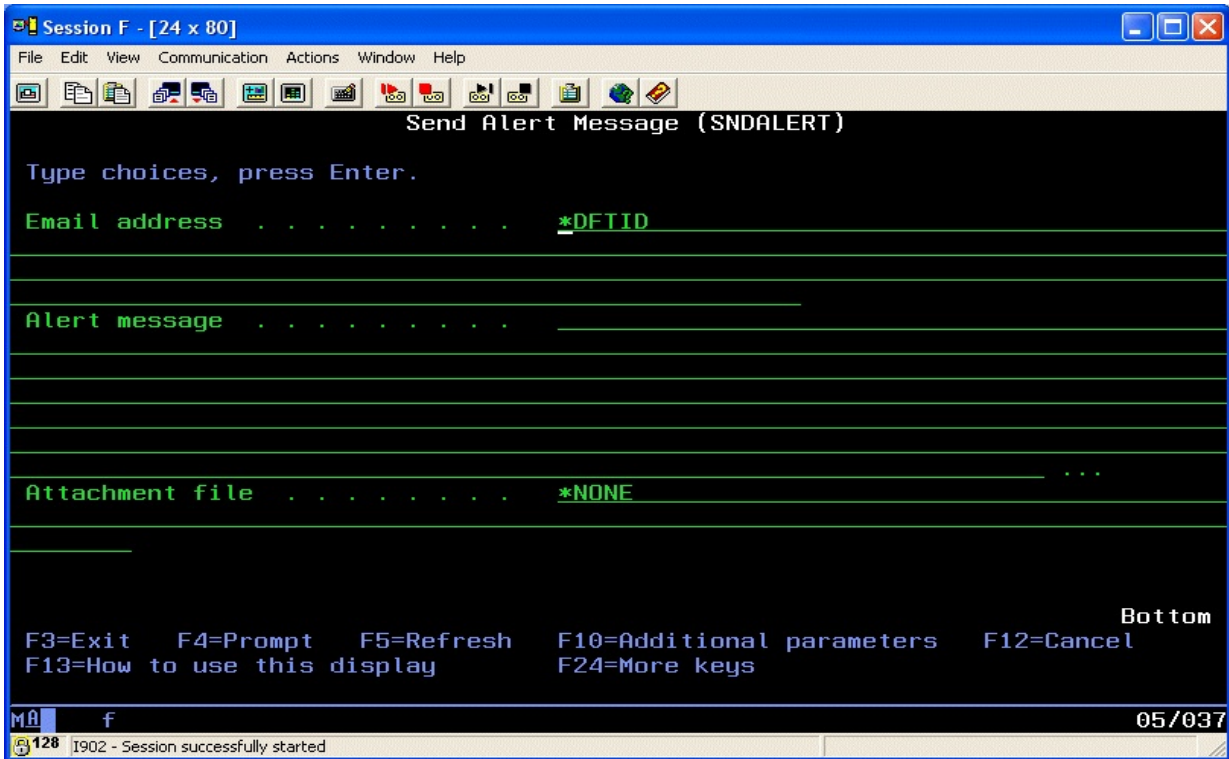 Session F - [24 x 80]
File Edit View Communication Actions Window Help
Send Alert Message (SNDALERT)
Type choices, press Enter.
Email address . . . . . . . . . *DFTID
Alert message . . . . . . . . .
...
Attachment file . . . . . . . . *NONE
Bottom
F3=Exit F4=Prompt F5=Refresh F10=Additional parameters F12=Cancel
F13=How to use this display F24=More keys
MA f 05/037
128 I902 - Session successfully started